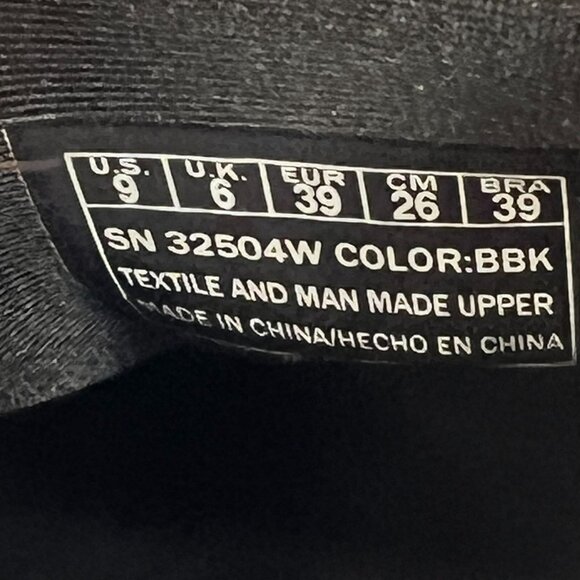 U.S. U.K. EUR CM BRA
9 6 39 26 39
SN 32504W COLOR:BBK
TEXTILE AND MAN MADE UPPER
MADE IN CHINA/HECHO EN CHINA